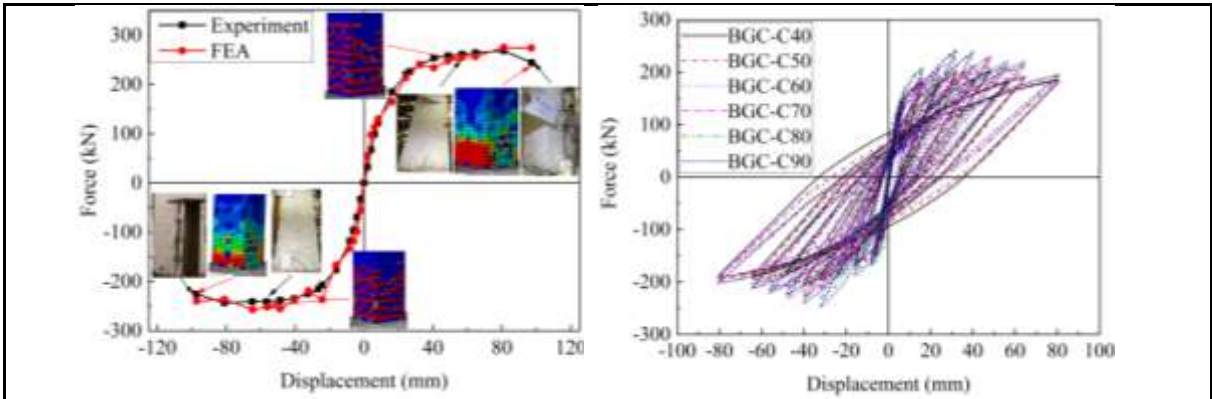 300
200
100
0
-100
-200
-300
Force (kN)
Experiment
FEA
-120
-80
-40
0
40
80
120
Displacement (mm)
300
200
100
0
-100
-200
-300
Force (kN)
BGC-C40
BGC-C50
BGC-C60
BGC-C70
BGC-C80
BGC-C90
-100 -80 -60 -40 -20 0 20 40 60 80 100
Displacement (mm)